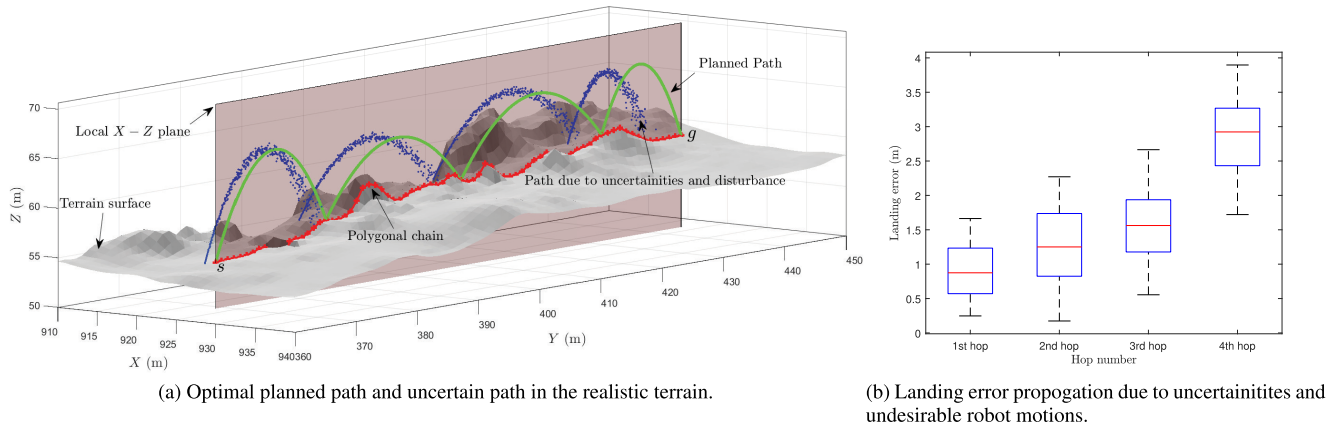 Planned Path
Local X − Z plane
Terrain surface
Polygonal chain
Path due to uncertainities and disturbance
s
g
Z (m)
70
65
60
55
50
910
915
920
925
930
935
940
X (m)
360
370
380
390
400
410
420
430
440
450
Y (m)
(a) Optimal planned path and uncertain path in the realistic terrain.
Landing error (m)
4
3.5
3
2.5
2
1.5
1
0.5
0
1st hop
2nd hop
3rd hop
4th hop
Hop number
(b) Landing error propogation due to uncertainitites and
undesirable robot motions.